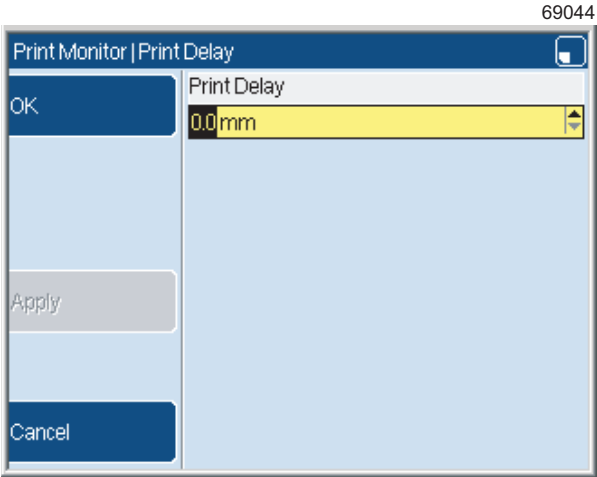 69044
Print Monitor | Print Delay
OK
Print Delay
0.0 mm
Apply
Cancel